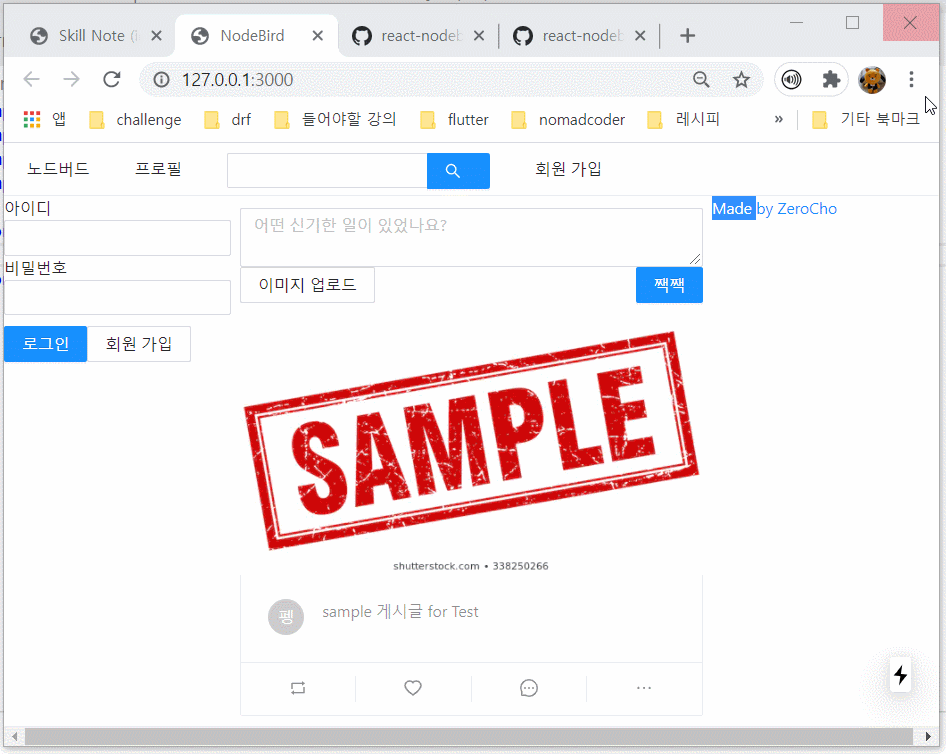 Skill Note (i
NodeBird
react-nodeb
react-nodeb
127.0.0.1:3000
앱
challenge
drf
들어야할 강의
flutter
nomadcoder
레시피
»
기타 북마크
노드버드
프로필
회원 가입
아이디
비밀번호
로그인
회원 가입
어떤 신기한 일이 있었나요?
이미지 업로드
짹짹
Made by ZeroCho
SAMPLE
shutterstock.com • 338250266
펭
sample 게시글 for Test